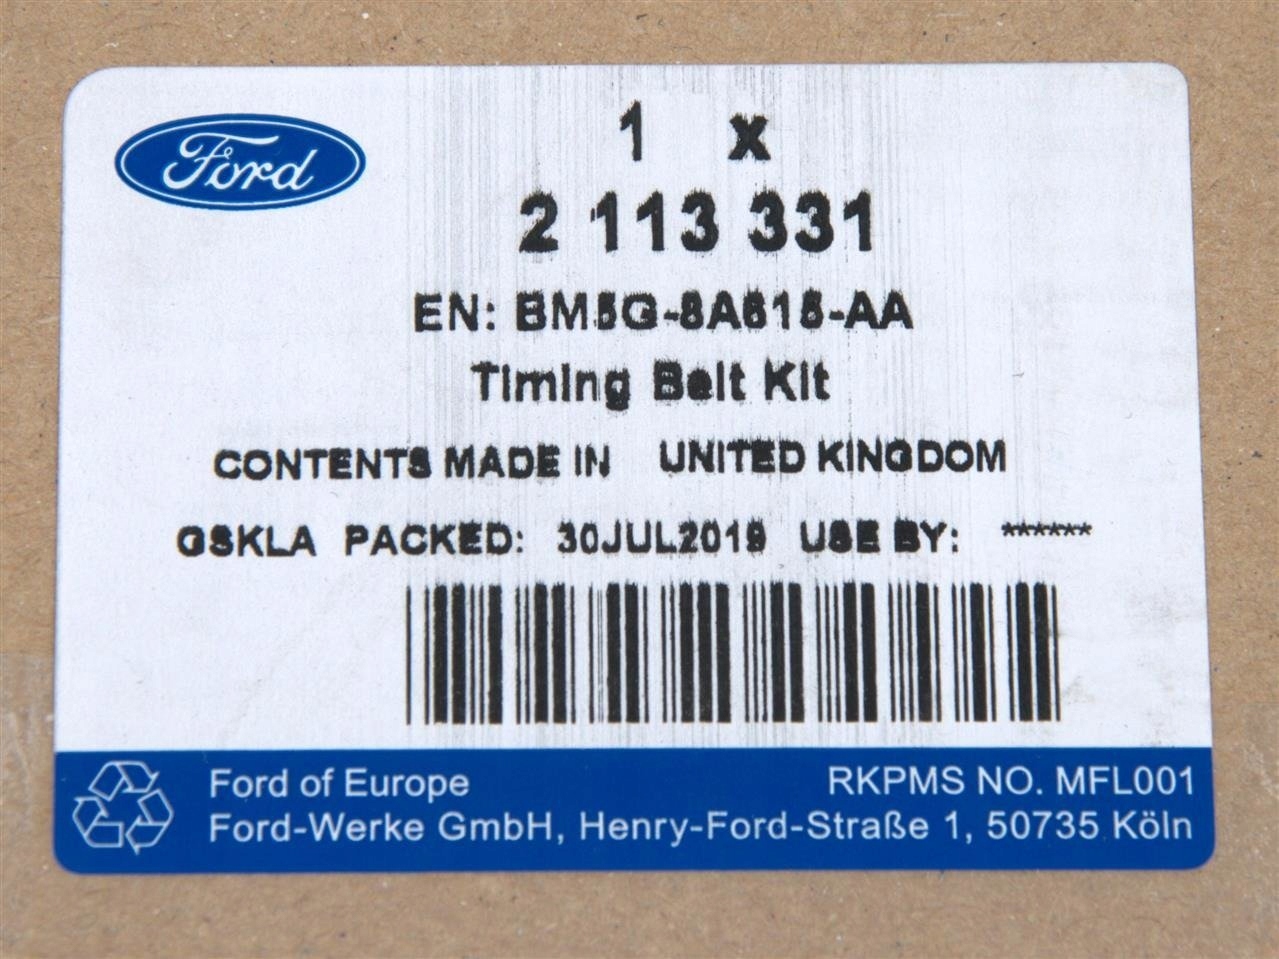 Ford
1 x
2 113 331
EN: BM5G-8A615-AA
Timing Belt Kit
CONTENTS MADE IN UNITED KINGDOM
GSKLA PACKED: 30JUL2019 USE BY: ******
Ford of Europe
RKPMS NO. MFL001
Ford-Werke GmbH, Henry-Ford-Straße 1, 50735 Köln